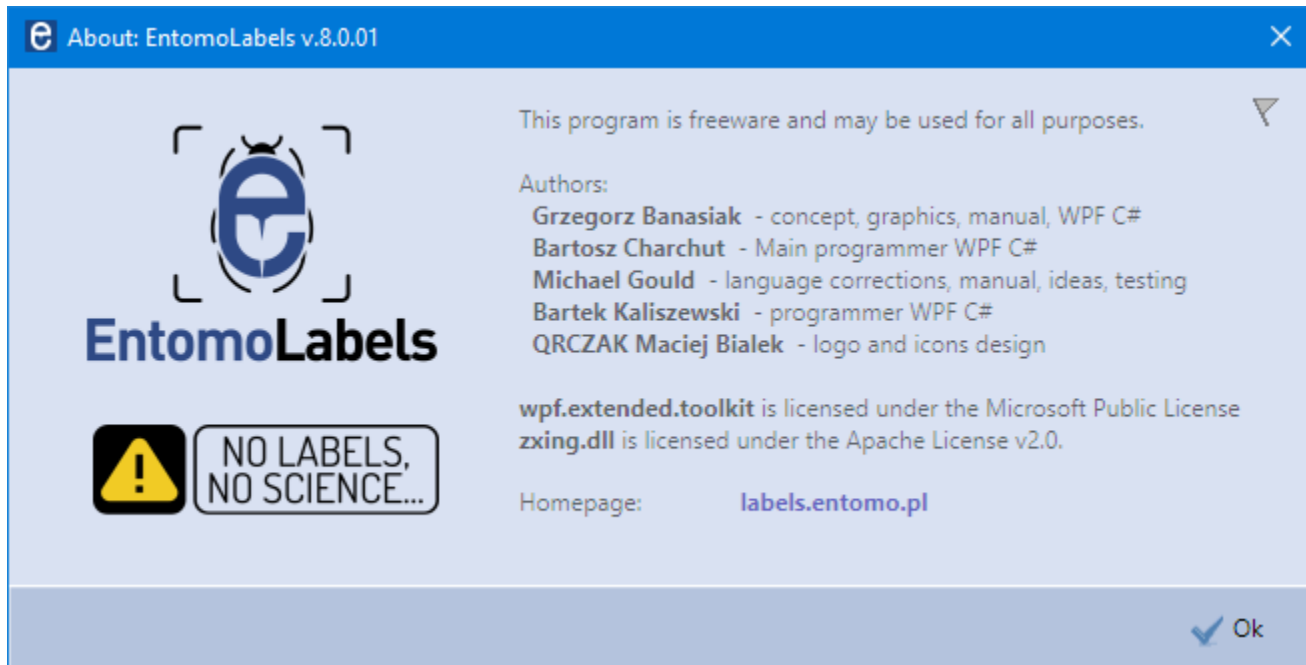 About: EntomoLabels v.8.0.01
This program is freeware and may be used for all purposes.
Authors:
Grzegorz Banasiak - concept, graphics, manual, WPF C#
Bartosz Charchut - Main programmer WPF C#
Michael Gould - language corrections, manual, ideas, testing
Bartek Kaliszewski - programmer WPF C#
QRCZAK Maciej Bialek - logo and icons design
wpf.extended.toolkit is licensed under the Microsoft Public License
zxing.dll is licensed under the Apache License v2.0.
Homepage: labels.entomo.pl
EntomoLabels
NO LABELS,
NO SCIENCE...
Ok